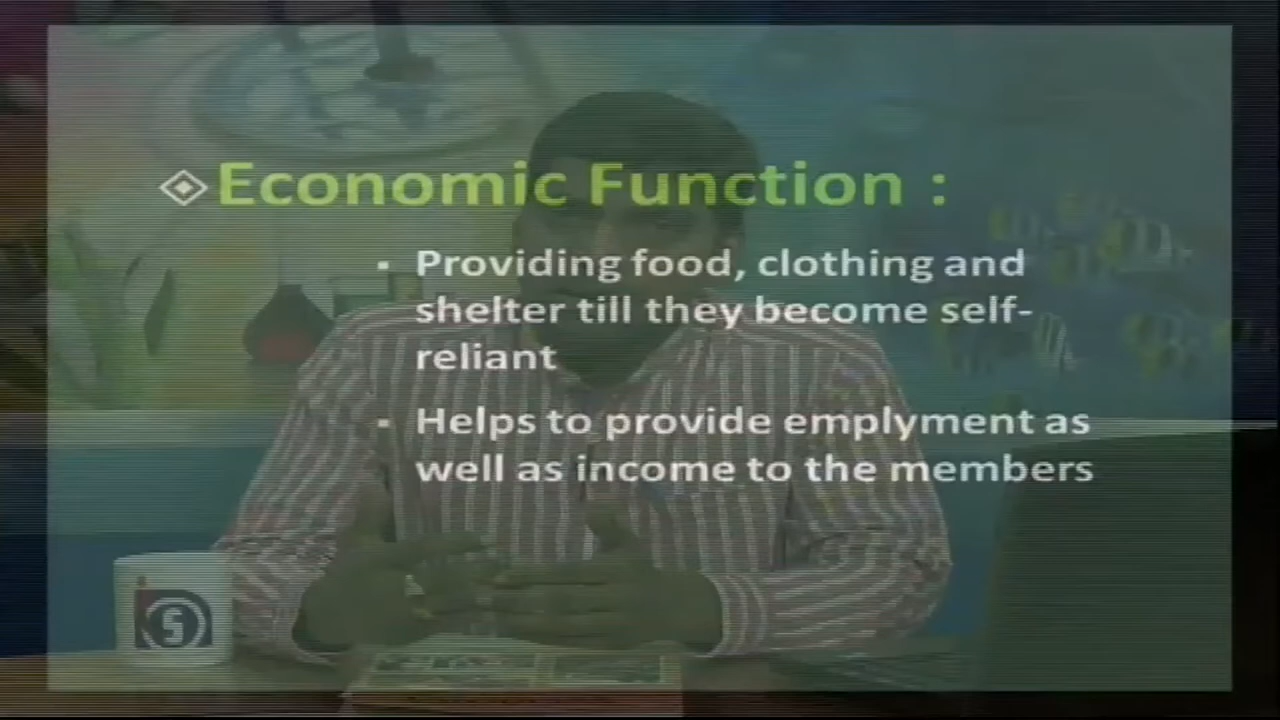 Economic Function :
Providing food, clothing and
shelter till they become self-
reliant
Helps to provide emplyment as
well as income to the members